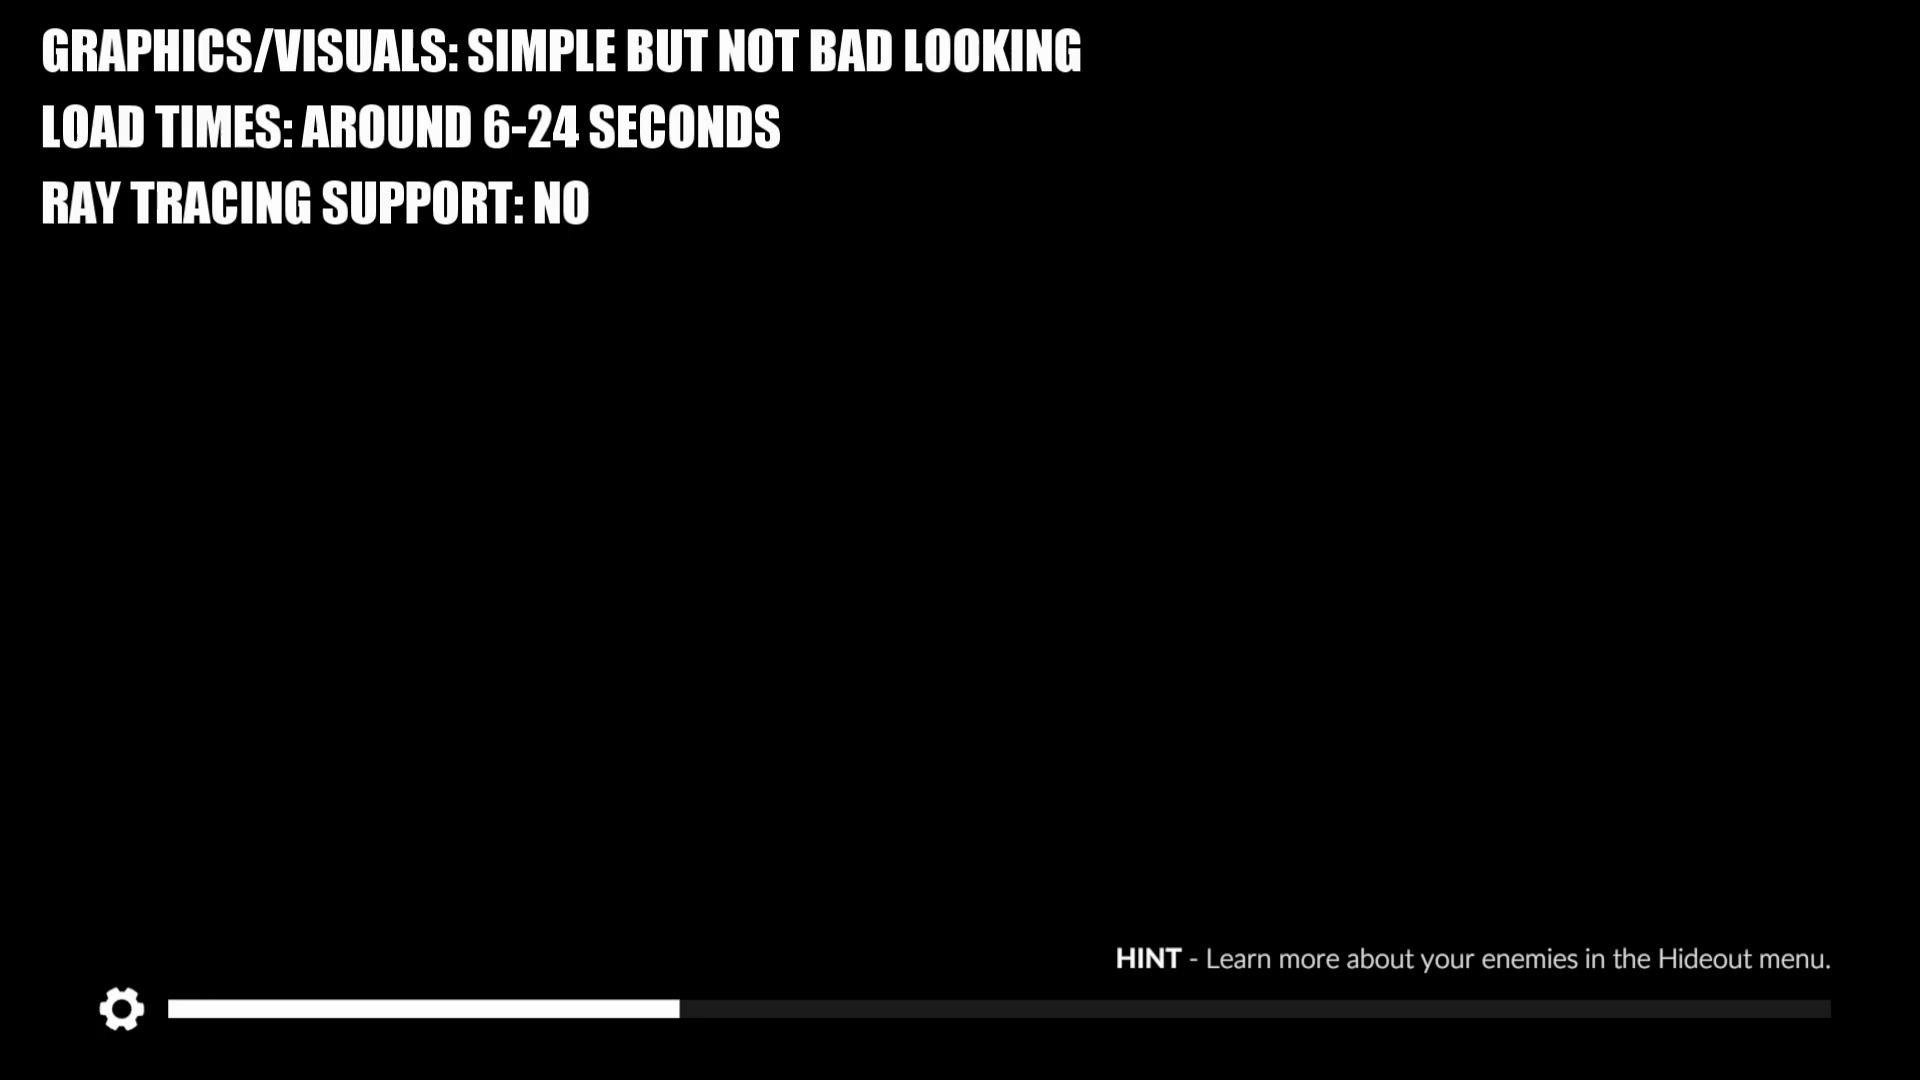 GRAPHICS/VISUALS: SIMPLE BUT NOT BAD LOOKING
LOAD TIMES: AROUND 6-24 SECONDS
RAY TRACING SUPPORT: NO
HINT - Learn more about your enemies in the Hideout menu.